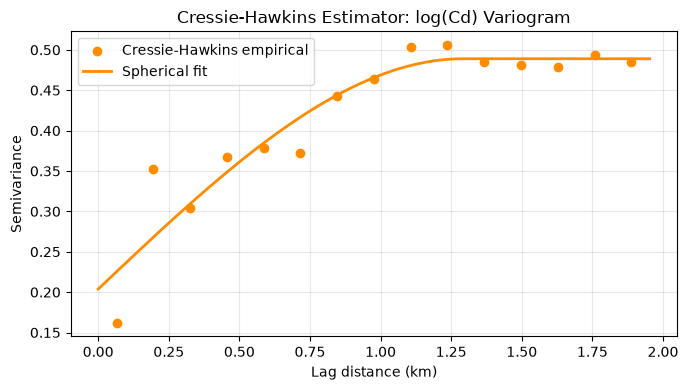 Cressie-Hawkins Estimator: log(Cd) Variogram
Cressie-Hawkins empirical
Spherical fit
Semivariance
0.50
0.45
0.40
0.35
0.30
0.25
0.20
0.15
0.00 0.25 0.50 0.75 1.00 1.25 1.50 1.75 2.00
Lag distance (km)